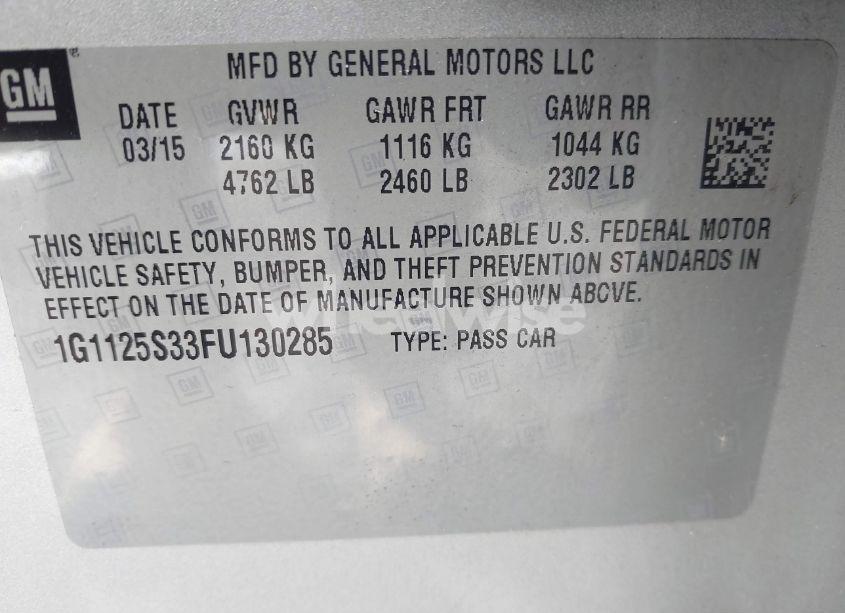 GM
MFD BY GENERAL MOTORS LLC
DATE GVWR GAWR FRT GAWR RR
03/15 2160 KG 1116 KG 1044 KG
4762 LB 2460 LB 2302 LB
THIS VEHICLE CONFORMS TO ALL APPLICABLE U.S. FEDERAL MOTOR
VEHICLE SAFETY, BUMPER, AND THEFT PREVENTION STANDARDS IN
EFFECT ON THE DATE OF MANUFACTURE SHOWN ABOVE.
wheelwise
1G1125S33FU130285 TYPE: PASS CAR